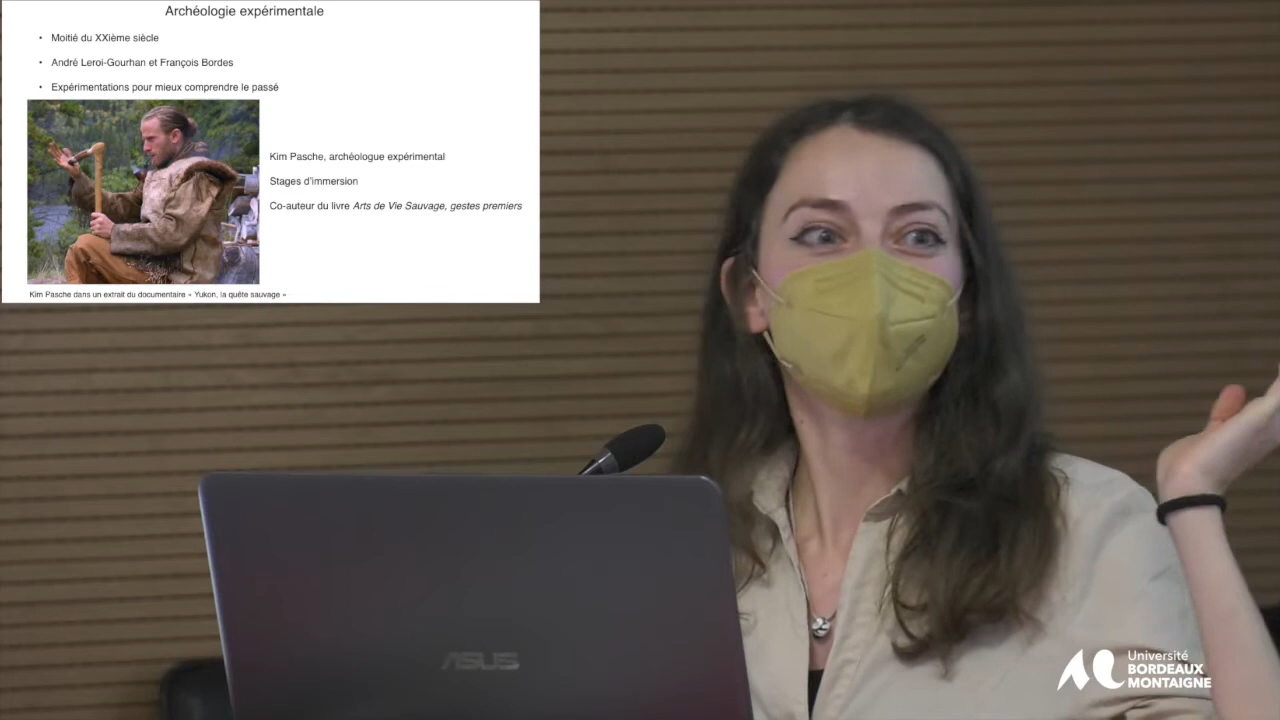 Archéologie expérimentale
• Moitié du XXIème siècle
• André Leroi-Gourhan et François Bordes
• Expérimentations pour mieux comprendre le passé
Kim Pasche, archéologue expérimental
Stages d'immersion
Co-auteur du livre Arts de Vie Sauvage, gestes premiers
Kim Pasche dans un extrait du documentaire « Yukon, la quête sauvage »
ASUS
Université
BORDEAUX
MONTAIGNE